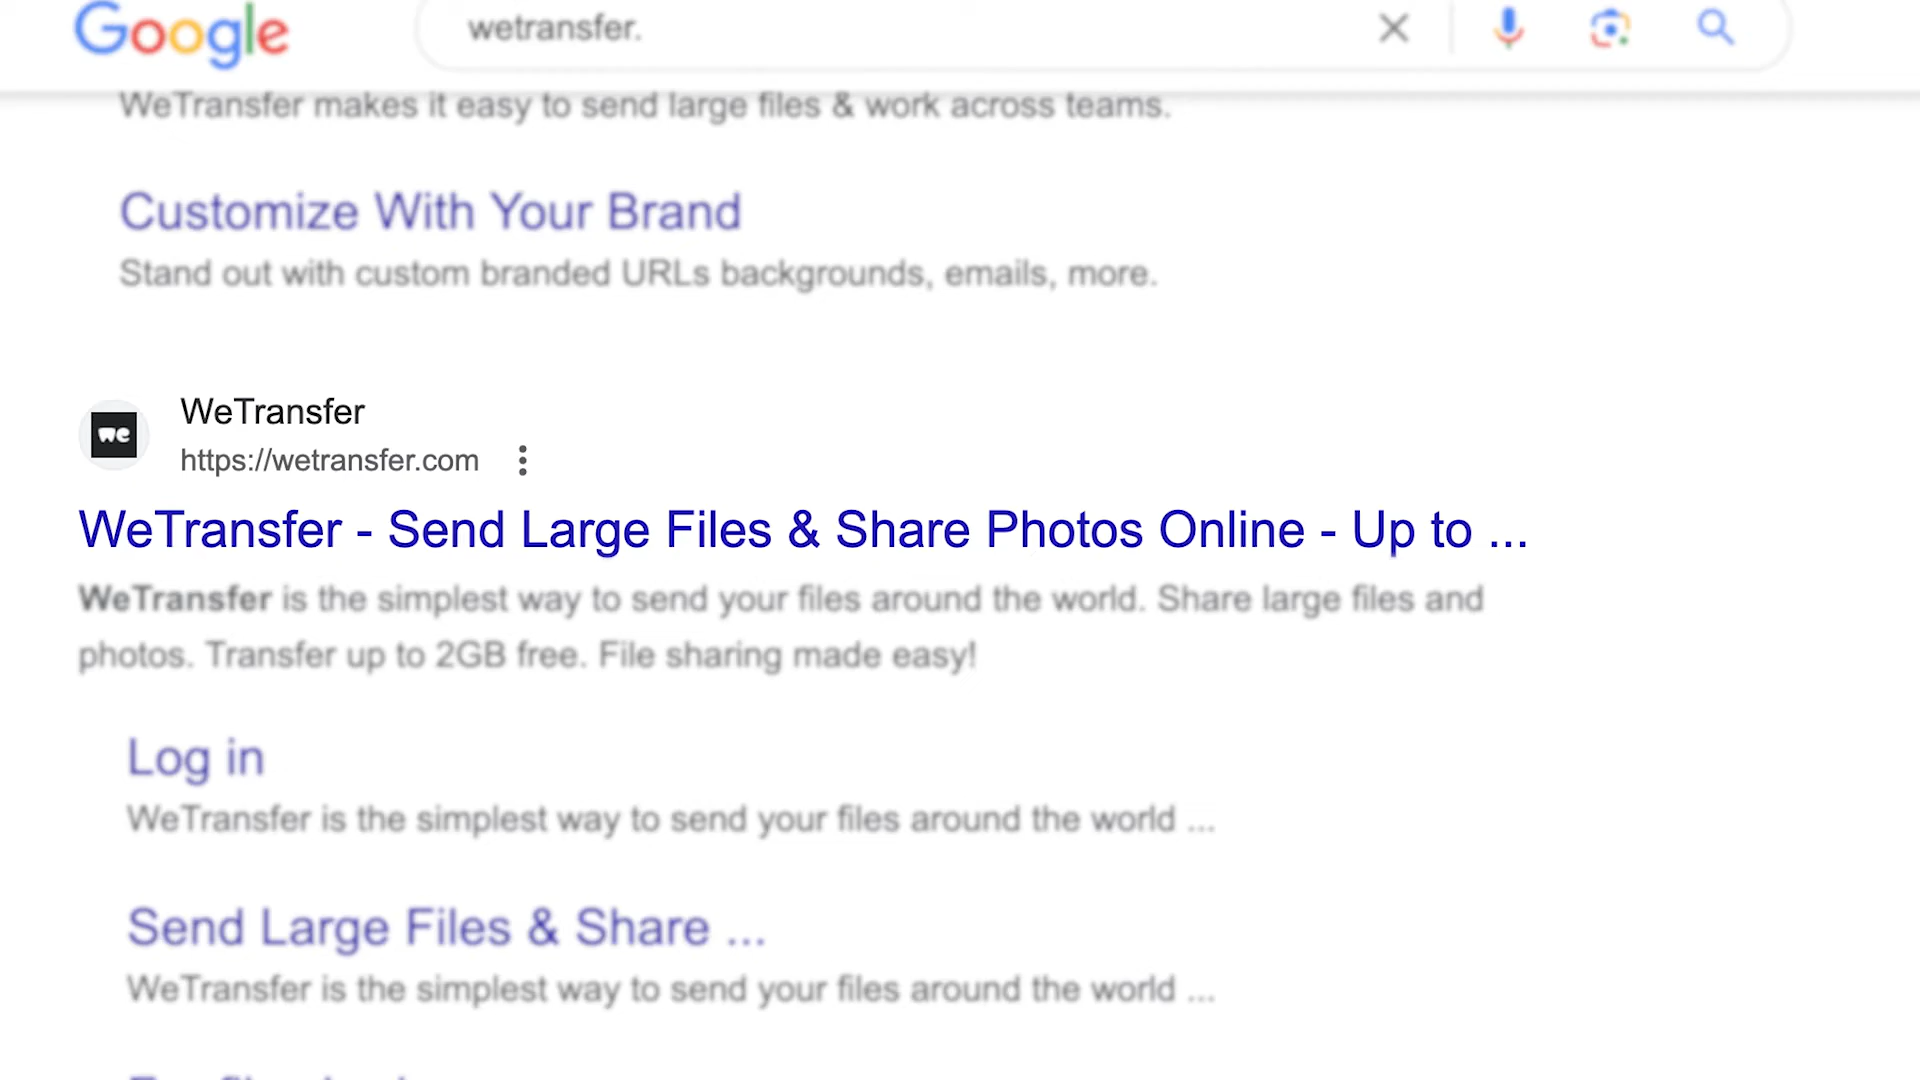 Google
wetransfer.
WeTransfer makes it easy to send large files & work across teams.
Customize With Your Brand
Stand out with custom branded URLs backgrounds, emails, more.
WeTransfer
we
https://wetransfer.com
WeTransfer - Send Large Files & Share Photos Online - Up to ...
WeTransfer is the simplest way to send your files around the world. Share large files and
photos. Transfer up to 2GB free. File sharing made easy!
Log in
WeTransfer is the simplest way to send your files around the world ...
Send Large Files & Share ...
WeTransfer is the simplest way to send your files around the world ...